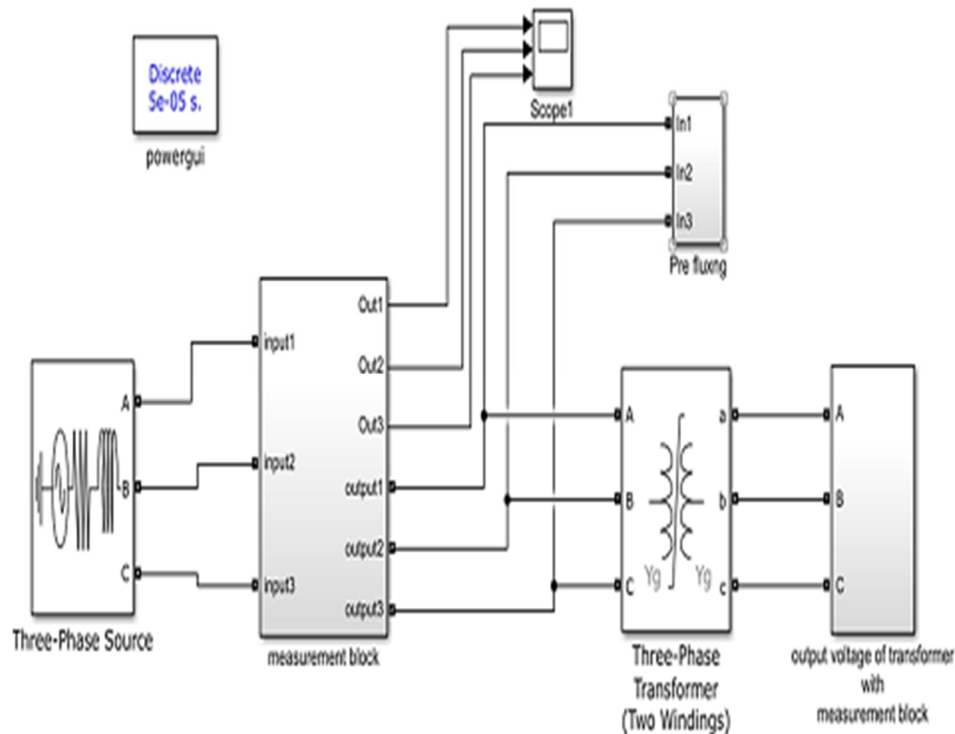 Discrete
5e-05 s.
powergui
Scope1
In1
In2
In3
Pre fluxng
Out1
Out2
Out3
input1
input2
input3
output1
output2
output3
measurement block
A
B
C
Three-Phase Source
A
B
C
a
b
c
Yg
Yg
Three-Phase
Transformer
(Two Windings)
A
B
C
output voltage of transformer
with
measurement block